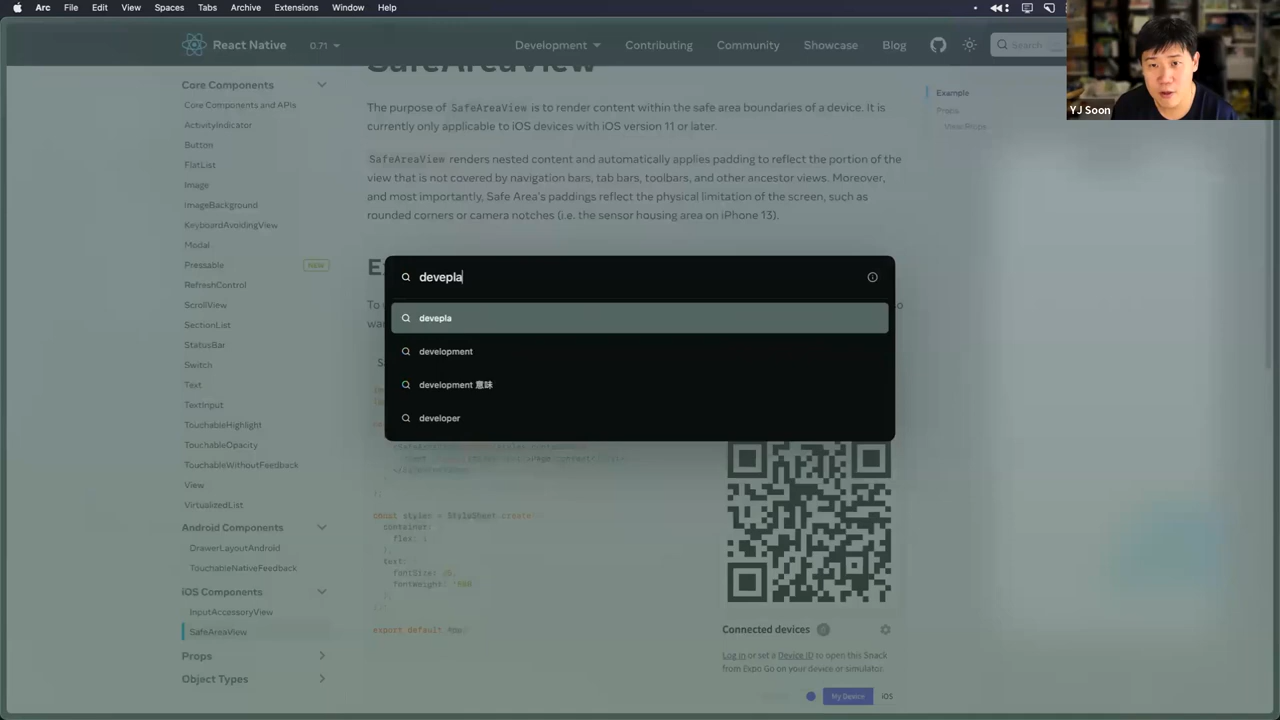 Arc File Edit View Spaces Tabs Archive Extensions Window Help
React Native 0.71 Development Contributing Community Showcase Blog Search
YJ Soon
Core Components
Core Components and APIs
ActivityIndicator
Button
FlatList
Image
ImageBackground
KeyboardAvoidingView
Modal
Pressable NEW
RefreshControl
ScrollView
SectionList
StatusBar
Switch
Text
TextInput
TouchableHighlight
TouchableOpacity
TouchableWithoutFeedback
View
VirtualizedList
Android Components
DrawerLayoutAndroid
TouchableNativeFeedback
iOS Components
InputAccessoryView
SafeAreaView
Props
Object Types
SafeAreaView
The purpose of SafeAreaView is to render content within the safe area boundaries of a device. It is
currently only applicable to iOS devices with iOS version 11 or later.
SafeAreaView renders nested content and automatically applies padding to reflect the portion of the
view that is not covered by navigation bars, tab bars, toolbars, and other ancestor views. Moreover,
and most importantly, Safe Area's paddings reflect the physical limitation of the screen, such as
rounded corners or camera notches (i.e. the sensor housing area on iPhone 13).
devepla
devepla
development
development 意味
developer
const styles = StyleSheet.create
container:
flex:
text:
fontSize:
fontWeight:
export default
Connected devices
Log in or set a Device ID to open this Snack
from Expo Go on your device or simulator.
My Device iOS
Example
Props
View Props